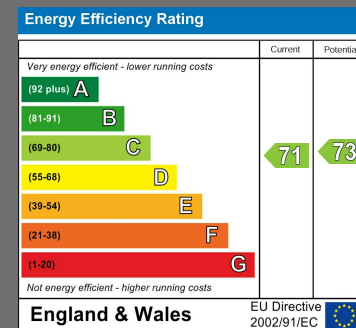 Energy Efficiency Rating
Current Potentia
Very energy efficient - lower running costs
(92 plus) A
(81-91) B
(69-80) C
71 73
(55-68) D
(39-54) E
(21-38) F
(1-20) G
Not energy efficient - higher running costs
England & Wales
EU Directive
2002/91/EC